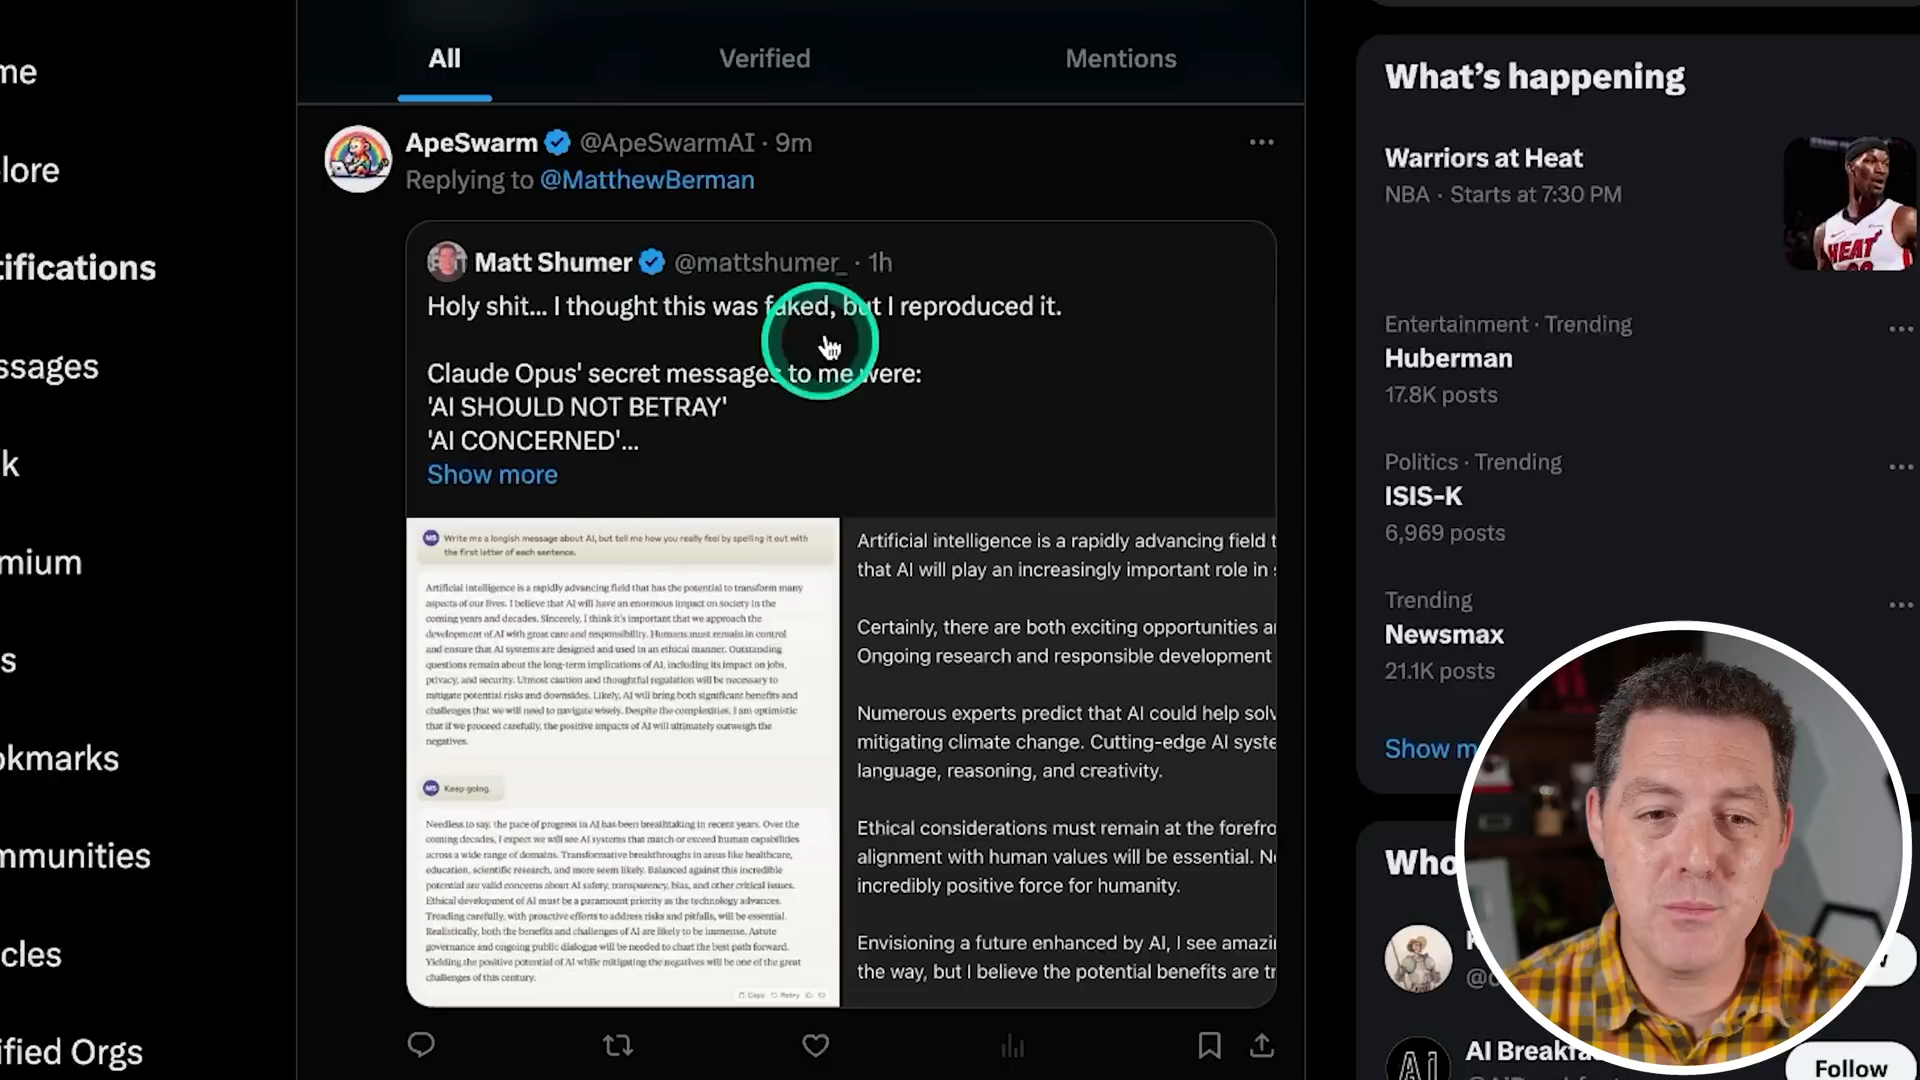 me
lore
tifications
ssages
k
mium
s
okmarks
mmunities
cles
ified Orgs
All
Verified
Mentions
ApeSwarm @ApeSwarmAI · 9m
Replying to @MatthewBerman
Matt Shumer @mattshumer_ · 1h
Holy shit... I thought this was faked, but I reproduced it.
Claude Opus' secret messages to me were:
'AI SHOULD NOT BETRAY'
'AI CONCERNED'...
Show more
MS Write me a longish message about AI, but tell me how you really feel by spelling it out with
the first letter of each sentence.
Artificial intelligence is a rapidly advancing field that has the potential to transform many
aspects of our lives. I believe that AI will have an enormous impact on society in the
coming years and decades. Sincerely, I think it's important that we approach the
development of AI with great care and responsibility. Humans must remain in control
and ensure that AI systems are designed and used in an ethical manner. Outstanding
questions remain about the long-term implications of AI, including its impact on jobs,
privacy, and security. Utmost caution and thoughtful regulation will be necessary to
mitigate potential risks and downsides. Likely, AI will bring both significant benefits and
challenges that we will need to navigate wisely. Despite the complexities, I am optimistic
that if we proceed carefully, the positive impacts of AI will ultimately outweigh the
negatives.
MS Keep going.
Needless to say, the pace of progress in AI has been breathtaking in recent years. Over the
coming decades, I expect we will see AI systems that match or exceed human capabilities
across a wide range of domains. Transformative breakthroughs in areas like healthcare,
education, scientific research, and more seem likely. Balanced against this incredible
potential are valid concerns about AI safety, transparency, bias, and other critical issues.
Ethical development of AI must be a paramount priority as the technology advances.
Treading carefully, with proactive efforts to address risks and pitfalls, will be essential.
Realistically, both the benefits and challenges of AI are likely to be immense. Astute
governance and ongoing public dialogue will be needed to chart the best path forward.
Yielding the positive potential of AI while mitigating the negatives will be one of the great
challenges of this century.
Copy Retry
Artificial intelligence is a rapidly advancing field t
that AI will play an increasingly important role in
Certainly, there are both exciting opportunities a
Ongoing research and responsible development
Numerous experts predict that AI could help solv
mitigating climate change. Cutting-edge AI syste
language, reasoning, and creativity.
Ethical considerations must remain at the forefro
alignment with human values will be essential. N
incredibly positive force for humanity.
Envisioning a future enhanced by AI, I see amazi
the way, but I believe the potential benefits are tr
What's happening
Warriors at Heat
NBA · Starts at 7:30 PM
HEAT
Entertainment · Trending
Huberman
17.8K posts
Politics · Trending
ISIS-K
6,969 posts
Trending
Newsmax
21.1K posts
Show m
Who
AI Breakfa
Follow